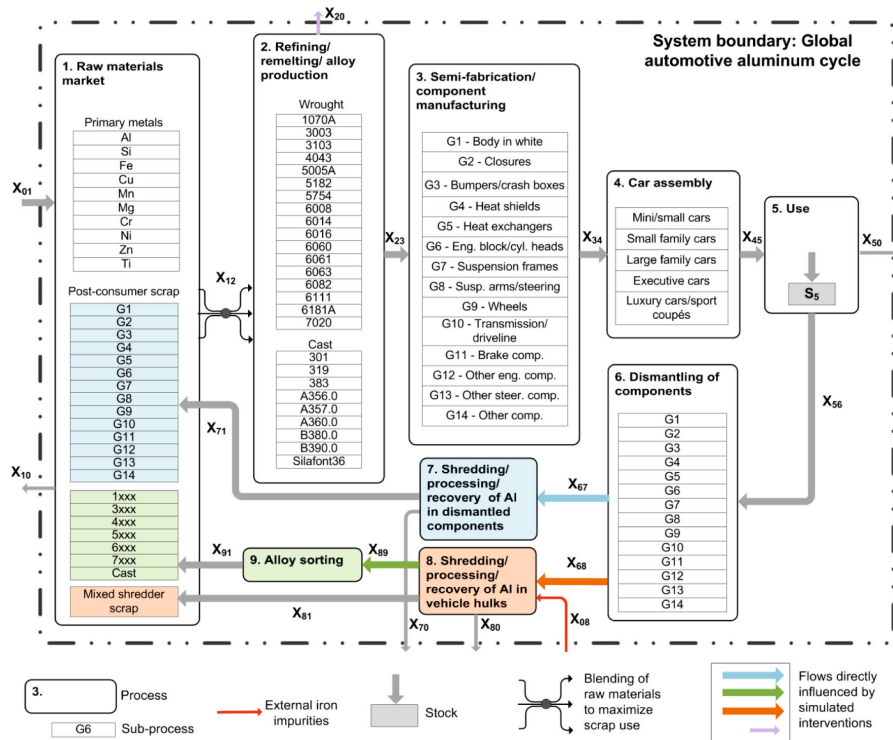 X20
System boundary: Global
automotive aluminum cycle
1. Raw materials
market
Primary metals
Al
Si
Fe
Cu
Mn
Mg
Cr
Ni
Zn
Ti
Post-consumer scrap
G1
G2
G3
G4
G5
G6
G7
G8
G9
G10
G11
G12
G13
G14
1xxx
3xxx
4xxx
5xxx
6xxx
7xxx
Cast
Mixed shredder
scrap
X01
X10
X12
2. Refining/
remelting/ alloy
production
Wrought
1070A
3003
3103
4043
5005A
5182
5754
6008
6014
6016
6060
6061
6063
6082
6111
6181A
7020
Cast
301
319
383
A356.0
A357.0
A360.0
B380.0
B390.0
Silafont36
X23
3. Semi-fabrication/
component
manufacturing
G1 - Body in white
G2 - Closures
G3 - Bumpers/crash boxes
G4 - Heat shields
G5 - Heat exchangers
G6 - Eng. block/cyl. heads
G7 - Suspension frames
G8 - Susp. arms/steering
G9 - Wheels
G10 - Transmission/
driveline
G11 - Brake comp.
G12 - Other eng. comp.
G13 - Other steer. comp.
G14 - Other comp.
X34
4. Car assembly
Mini/small cars
Small family cars
Large family cars
Executive cars
Luxury cars/sport
coupés
X45
5. Use
S5
X50
X56
6. Dismantling of
components
G1
G2
G3
G4
G5
G6
G7
G8
G9
G10
G11
G12
G13
G14
X67
X68
7. Shredding/
processing/
recovery of Al
in dismantled
components
X71
8. Shredding/
processing/
recovery of Al in
vehicle hulks
X89
9. Alloy sorting
X91
X81
X70
X80
X08
3.
Process
G6
Sub-process
External iron
impurities
Stock
Blending of
raw materials
to maximize
scrap use
Flows directly
influenced by
simulated
interventions